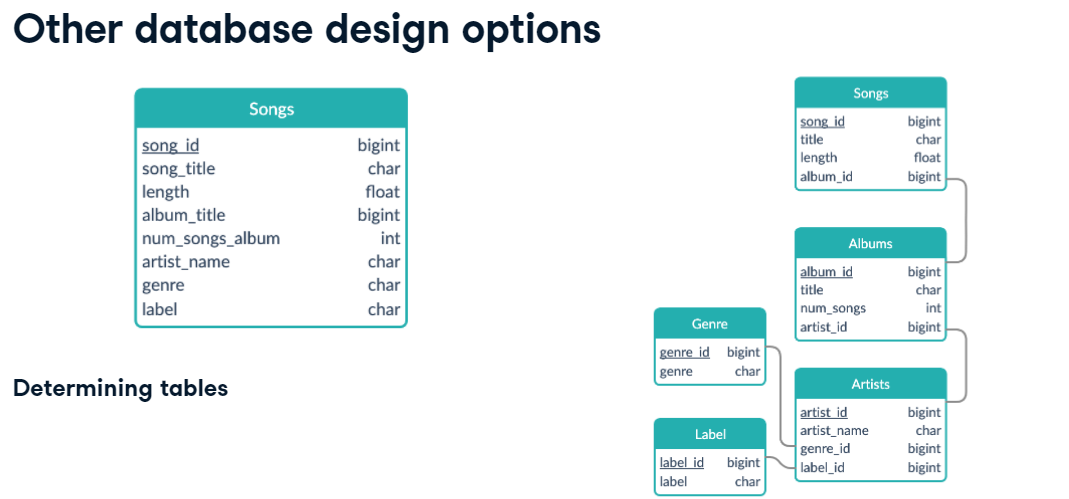 Other database design options
Songs
song_id bigint
song_title char
length float
album_title bigint
num_songs_album int
artist_name char
genre char
label char
Determining tables
Songs
song_id bigint
title char
length float
album_id bigint
Albums
album_id bigint
title char
num_songs int
artist_id bigint
Genre
genre_id bigint
genre char
Label
label_id bigint
label char
Artists
artist_id bigint
artist_name char
genre_id bigint
label_id bigint